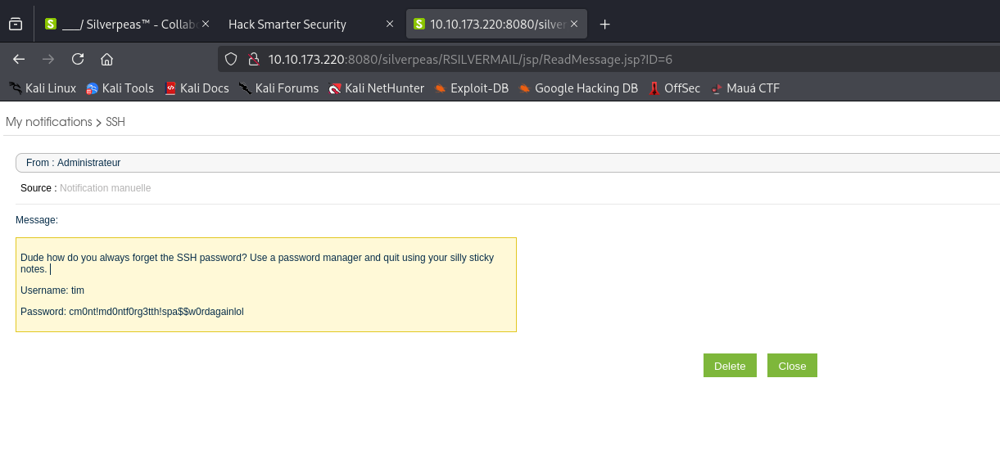 ___/ Silverpeas™ - Collab
Hack Smarter Security
10.10.173.220:8080/silver
10.10.173.220:8080/silverpeas/RSILVERMAIL/jsp/ReadMessage.jsp?ID=6
Kali Linux
Kali Tools
Kali Docs
Kali Forums
Kali NetHunter
Exploit-DB
Google Hacking DB
OffSec
Mauá CTF
My notifications > SSH
From : Administrateur
Source : Notification manuelle
Message:
Dude how do you always forget the SSH password? Use a password manager and quit using your silly sticky
notes.
Username: tim
Password: cm0nt!md0ntf0rg3tth!spa$$w0rdagainlol
Delete
Close